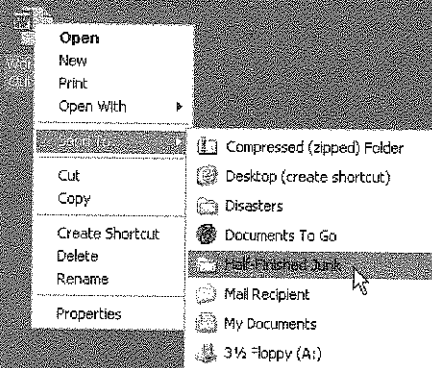 Open
New
Print
Open With
Send To
Cut
Copy
Create Shortcut
Delete
Rename
Properties
Compressed (zipped) Folder
Desktop (create shortcut)
Disasters
Documents To Go
Half-Finished Junk
Mail Recipient
My Documents
3½ Floppy (A:)